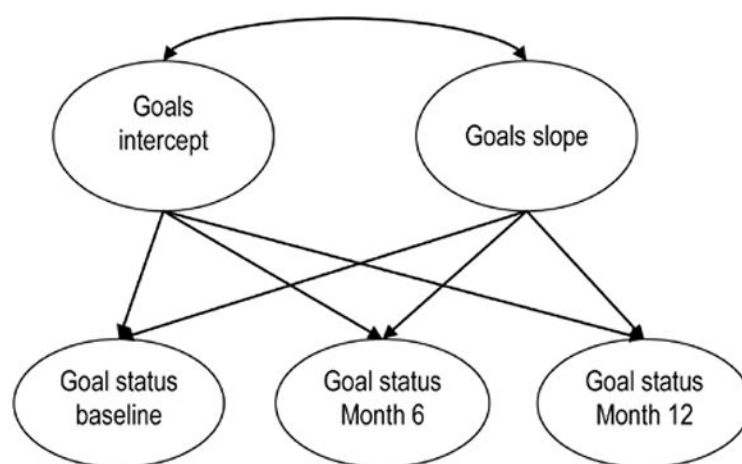 Goals
intercept
Goals slope
Goal status
baseline
Goal status
Month 6
Goal status
Month 12